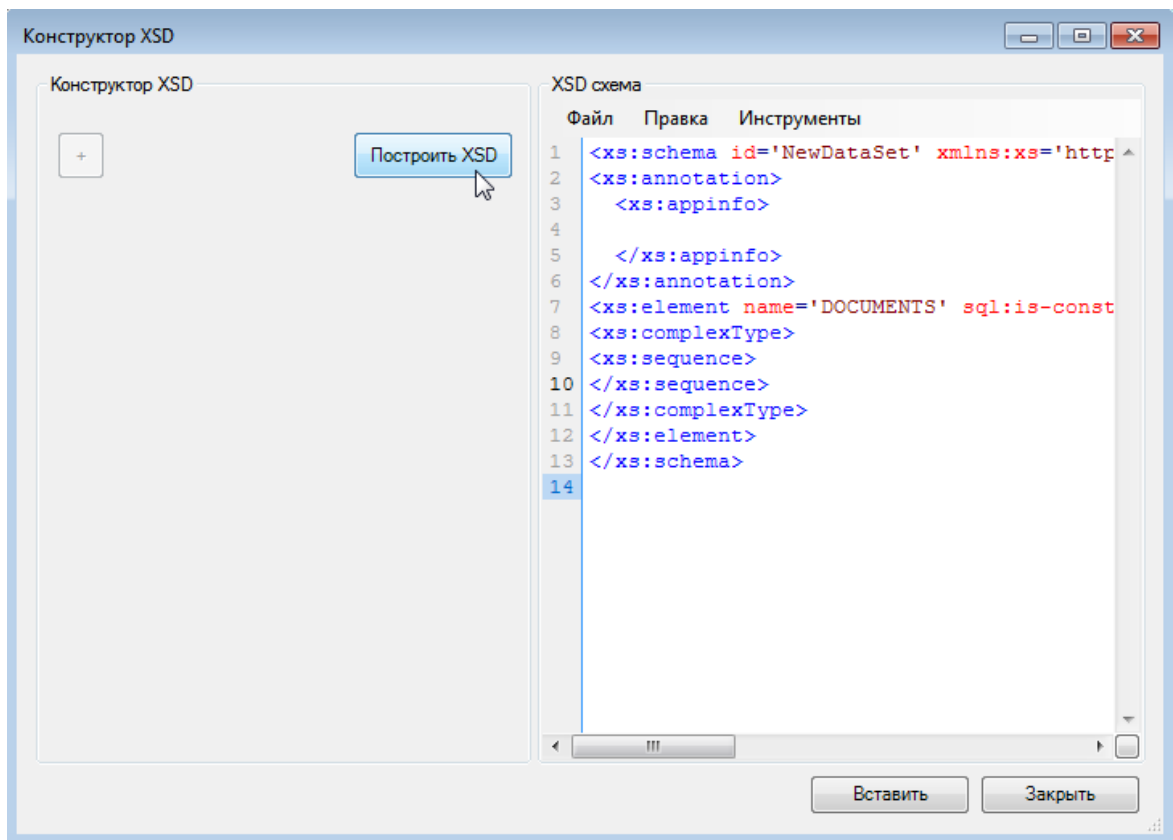 Конструктор XSD
Конструктор XSD
+
Построить XSD
XSD схема
Файл Правка Инструменты
1 <xs:schema id='NewDataSet' xmlns:xs='http
2 <xs:annotation>
3 <xs:appinfo>
4
5 </xs:appinfo>
6 </xs:annotation>
7 <xs:element name='DOCUMENTS' sql:is-const
8 <xs:complexType>
9 <xs:sequence>
10 </xs:sequence>
11 </xs:complexType>
12 </xs:element>
13 </xs:schema>
14
Вставить Закрыть